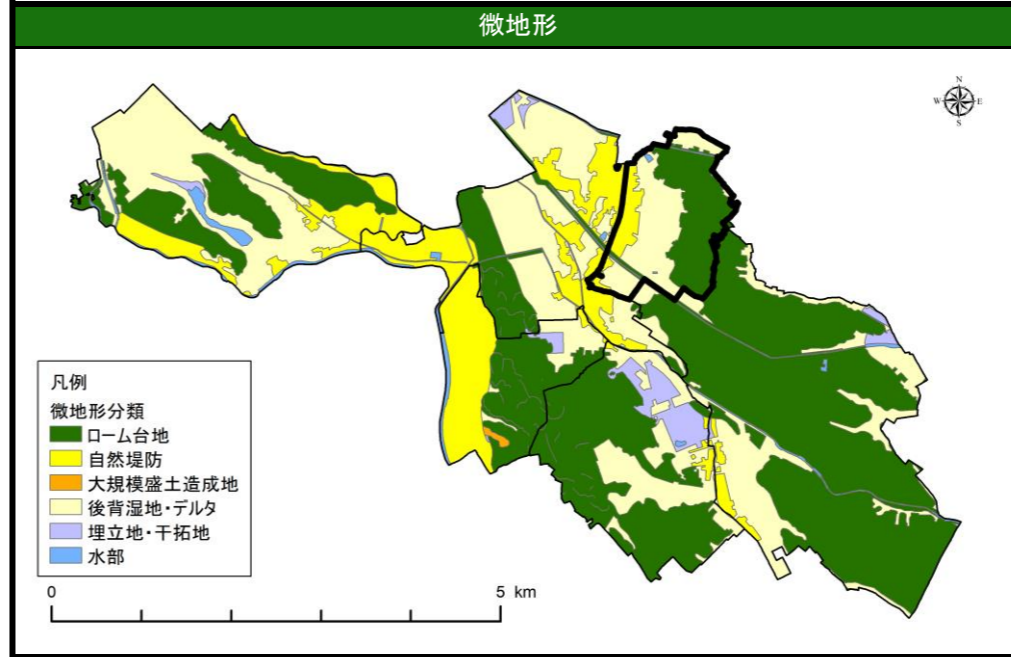 微地形
N
W
E
S
凡例
微地形分類
ローム台地
自然堤防
大規模盛土造成地
後背湿地・デルタ
埋立地・干拓地
水部
0 5 km